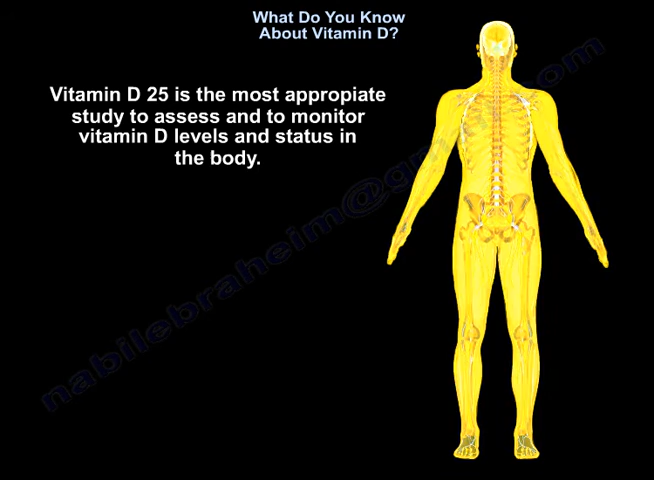 What Do You Know
About Vitamin D?
Vitamin D 25 is the most appropiate
study to assess and to monitor
vitamin D levels and status in
the body.